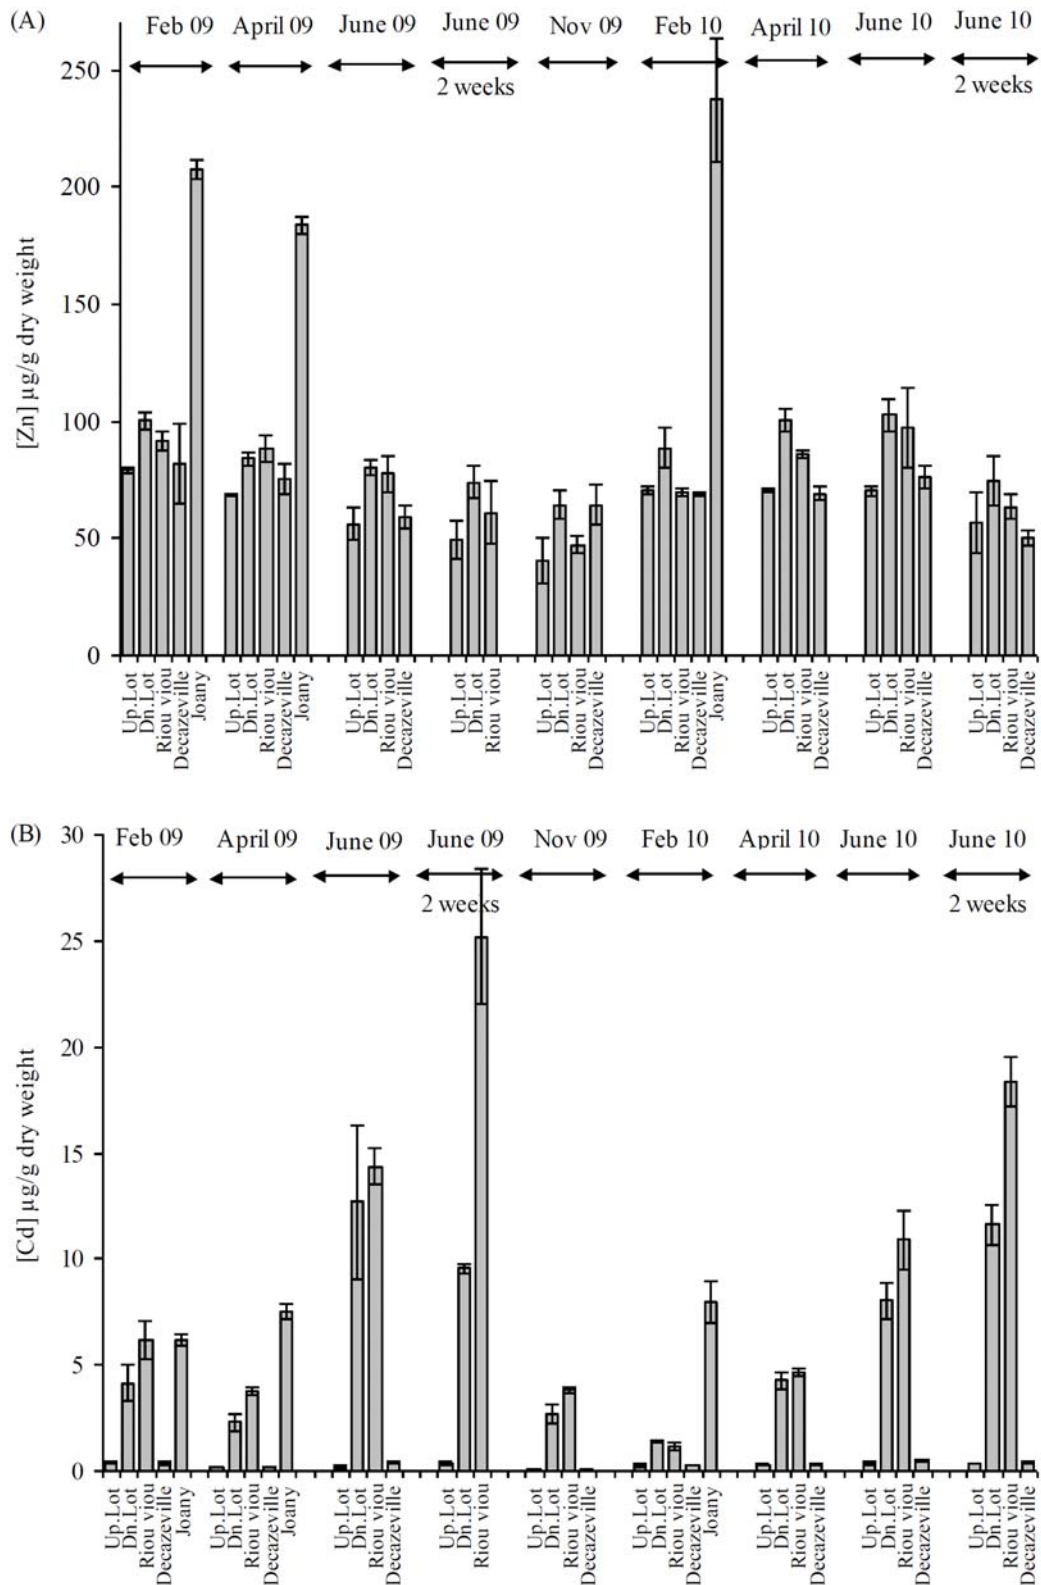 (A)
Feb 09 April 09 June 09 June 09 Nov 09 Feb 10 April 10 June 10 June 10
2 weeks 2 weeks
250
200
150
100
50
0
[Zn] µg/g dry weight
Up.Lot
Dn.Lot
Riou viou
Decazeville
Joany
Up.Lot
Dn.Lot
Riou viou
Decazeville
Joany
Up.Lot
Dn.Lot
Riou viou
Decazeville
Up.Lot
Dn.Lot
Riou viou
Up.Lot
Dn.Lot
Riou viou
Decazeville
Up.Lot
Dn.Lot
Riou viou
Decazeville
Joany
Up.Lot
Dn.Lot
Riou viou
Decazeville
Up.Lot
Dn.Lot
Riou viou
Decazeville
Up.Lot
Dn.Lot
Riou viou
Decazeville
(B)
Feb 09 April 09 June 09 June 09 Nov 09 Feb 10 April 10 June 10 June 10
2 weeks 2 weeks
30
25
20
15
10
5
0
[Cd] µg/g dry weight
Up.Lot
Dn.Lot
Riou viou
Decazeville
Joany
Up.Lot
Dn.Lot
Riou viou
Decazeville
Joany
Up.Lot
Dn.Lot
Riou viou
Decazeville
Up.Lot
Dn.Lot
Riou viou
Up.Lot
Dn.Lot
Riou viou
Decazeville
Up.Lot
Dn.Lot
Riou viou
Decazeville
Joany
Up.Lot
Dn.Lot
Riou viou
Decazeville
Up.Lot
Dn.Lot
Riou viou
Decazeville
Up.Lot
Dn.Lot
Riou viou
Decazeville